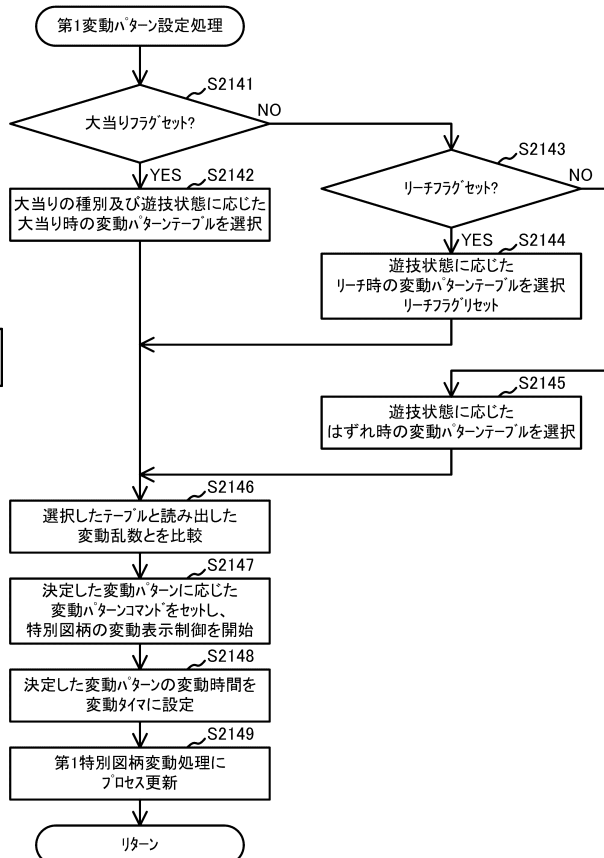 第1変動パターン設定処理
S2141
大当りフラグセット?
NO
YES
S2142
大当りの種別及び遊技状態に応じた
大当り時の変動パターンテーブルを選択
S2143
リーチフラグセット?
NO
YES
S2144
遊技状態に応じた
リーチ時の変動パターンテーブルを選択
リーチフラグリセット
S2145
遊技状態に応じた
はずれ時の変動パターンテーブルを選択
S2146
選択したテーブルと読み出した
変動乱数とを比較
S2147
決定した変動パターンに応じた
変動パターンコマンドをセットし、
特別図柄の変動表示制御を開始
S2148
決定した変動パターンの変動時間を
変動タイマに設定
S2149
第1特別図柄変動処理に
プロセス更新
リターン